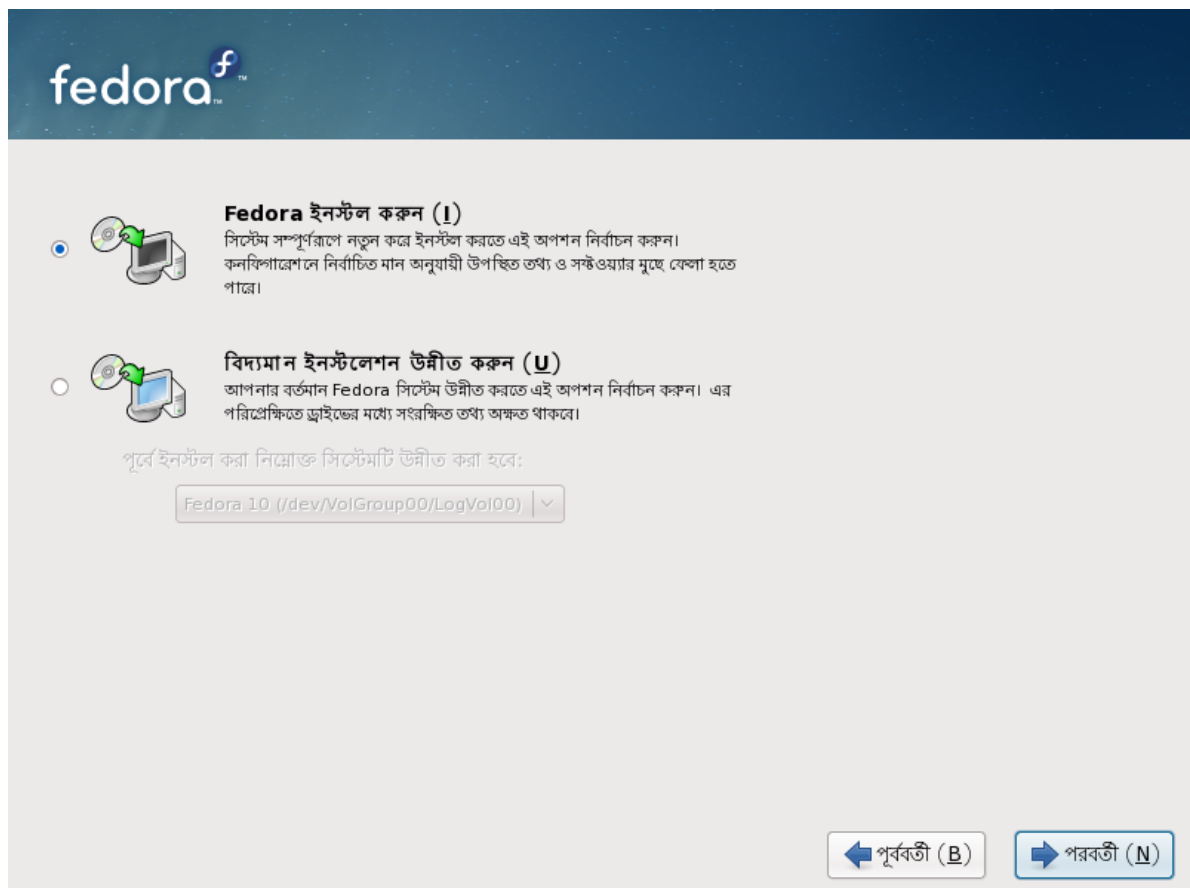 fedora
Fedora ইনস্টল করুন (I)
সিস্টেম সম্পূর্ণরূপে নতুন করে ইনস্টল করতে এই অপশন নির্বাচন করুন।
কনফিগারেশনে নির্বাচিত মান অনুযায়ী উপস্থিত তথ্য ও সফ্টওয়্যার মুছে ফেলা হতে
পারে।
বিদ্যমান ইনস্টলেশন উন্নীত করুন (U)
আপনার বর্তমান Fedora সিস্টেম উন্নীত করতে এই অপশন নির্বাচন করুন। এর
পরিপ্রেক্ষিতে ড্রাইভের মধ্যে সংরক্ষিত তথ্য অক্ষত থাকবে।
পূর্বে ইনস্টল করা নিম্নোক্ত সিস্টেমটি উন্নীত করা হবে:
Fedora 10 (/dev/VolGroup00/LogVol00)
পূর্ববর্তী (B)
পরবর্তী (N)